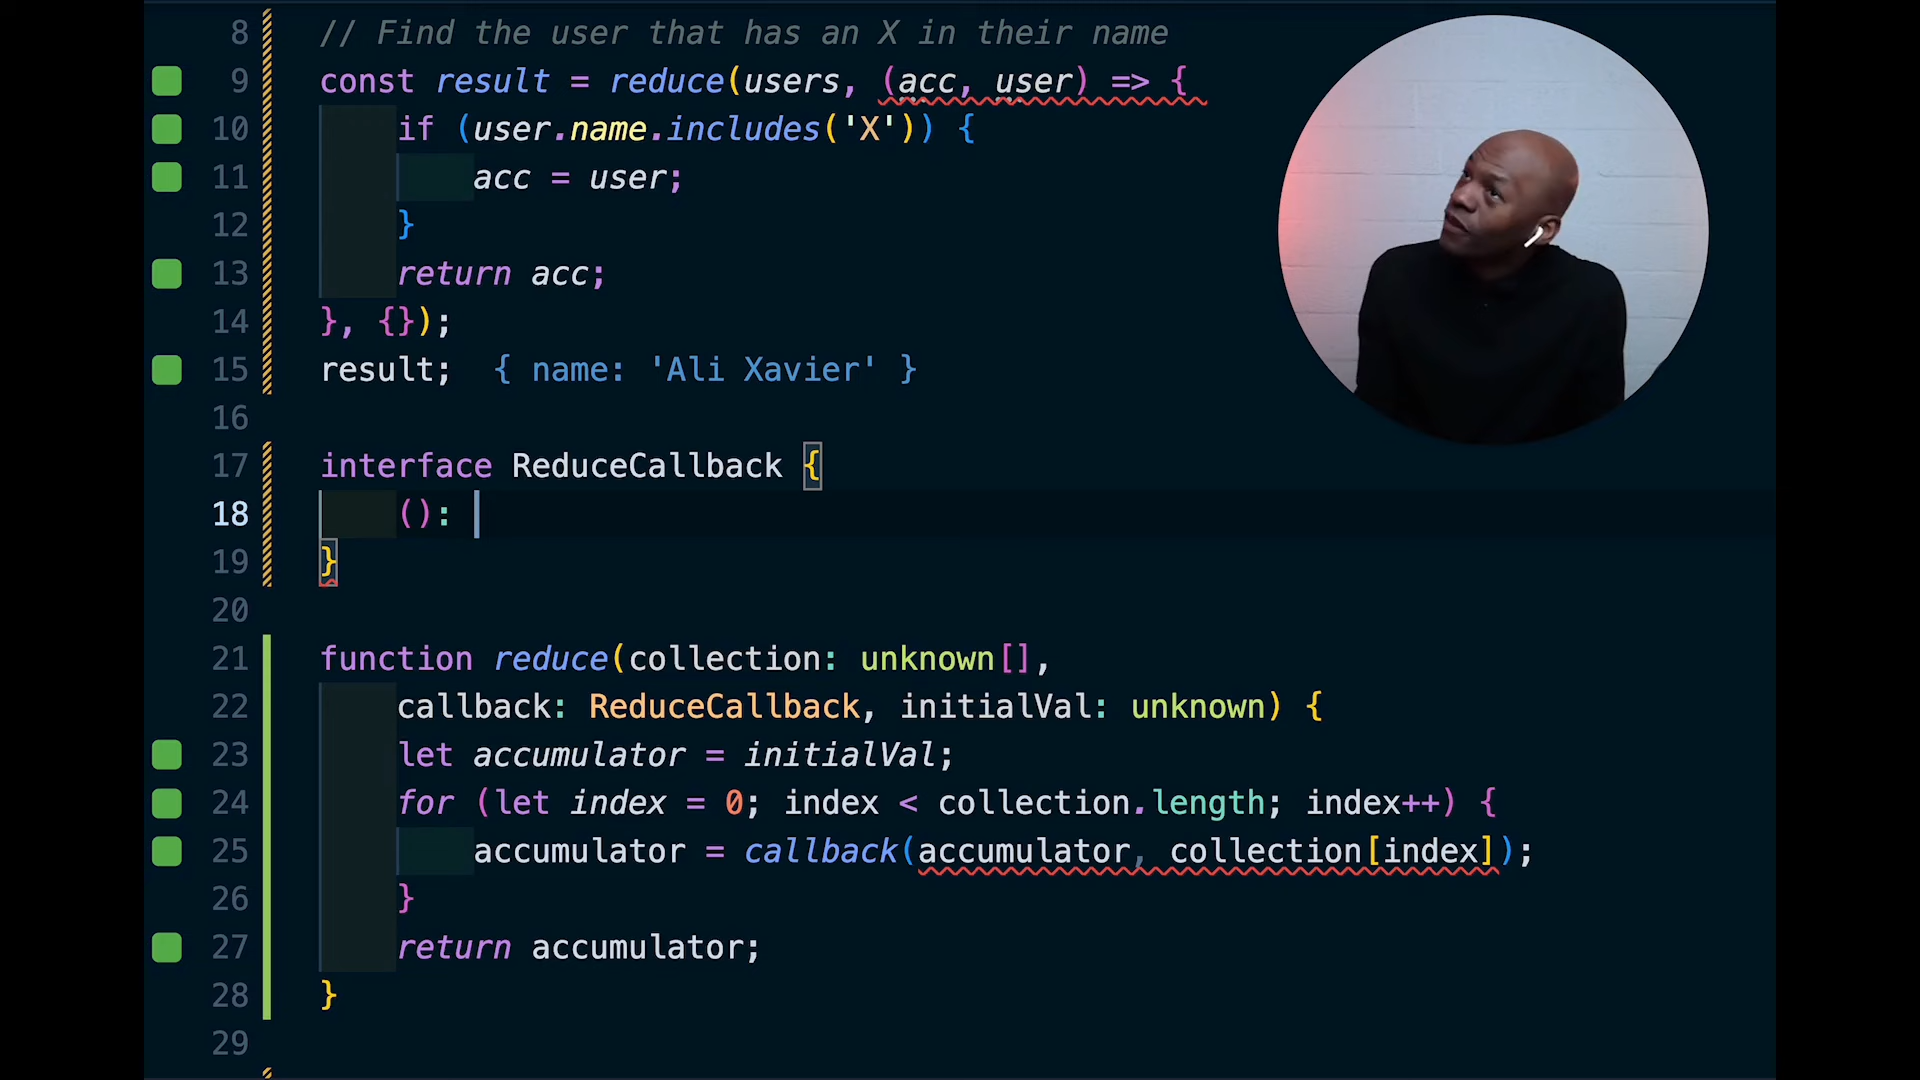 8 // Find the user that has an X in their name
9 const result = reduce(users, (acc, user) => {
10 if (user.name.includes('X')) {
11 acc = user;
12 }
13 return acc;
14 }, {});
15 result; { name: 'Ali Xavier' }
16
17 interface ReduceCallback {
18 ():
19 }
20
21 function reduce(collection: unknown[],
22 callback: ReduceCallback, initialVal: unknown) {
23 let accumulator = initialVal;
24 for (let index = 0; index < collection.length; index++) {
25 accumulator = callback(accumulator, collection[index]);
26 }
27 return accumulator;
28 }
29